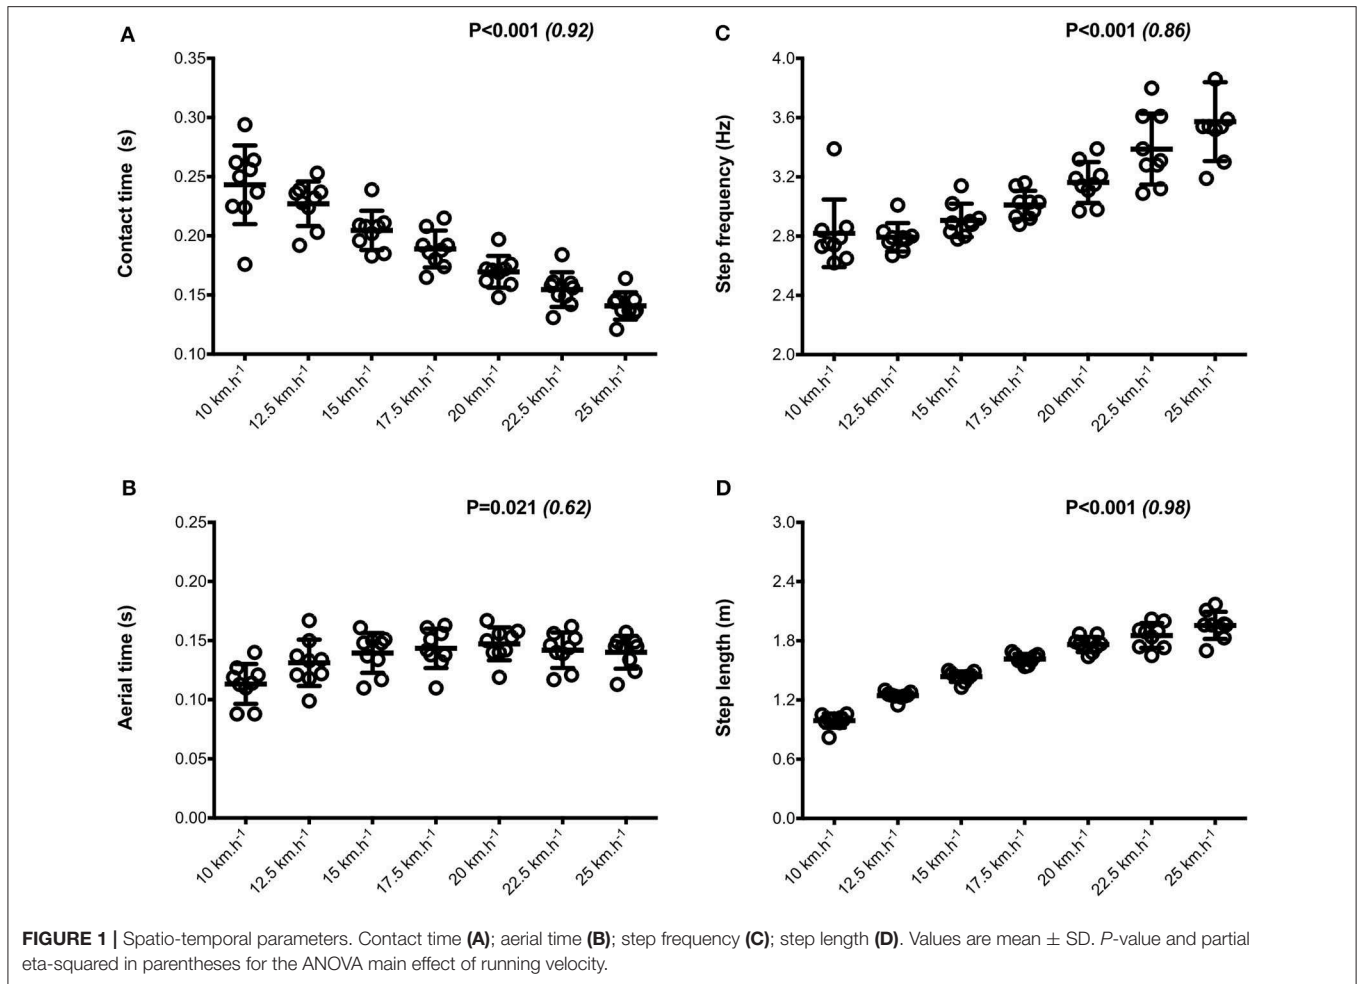 A
P<0.001 (0.92)
Contact time (s)
0.35
0.30
0.25
0.20
0.15
0.10
10 km.h-1
12.5 km.h-1
15 km.h-1
17.5 km.h-1
20 km.h-1
22.5 km.h-1
25 km.h-1
B
P=0.021 (0.62)
Aerial time (s)
0.25
0.20
0.15
0.10
0.05
0.00
10 km.h-1
12.5 km.h-1
15 km.h-1
17.5 km.h-1
20 km.h-1
22.5 km.h-1
25 km.h-1
C
P<0.001 (0.86)
Step frequency (Hz)
4.0
3.6
3.2
2.8
2.4
2.0
10 km.h-1
12.5 km.h-1
15 km.h-1
17.5 km.h-1
20 km.h-1
22.5 km.h-1
25 km.h-1
D
P<0.001 (0.98)
Step length (m)
3.0
2.4
1.8
1.2
0.6
0.0
10 km.h-1
12.5 km.h-1
15 km.h-1
17.5 km.h-1
20 km.h-1
22.5 km.h-1
25 km.h-1
FIGURE 1 | Spatio-temporal parameters. Contact time (A); aerial time (B); step frequency (C); step length (D). Values are mean ± SD. P-value and partial
eta-squared in parentheses for the ANOVA main effect of running velocity.